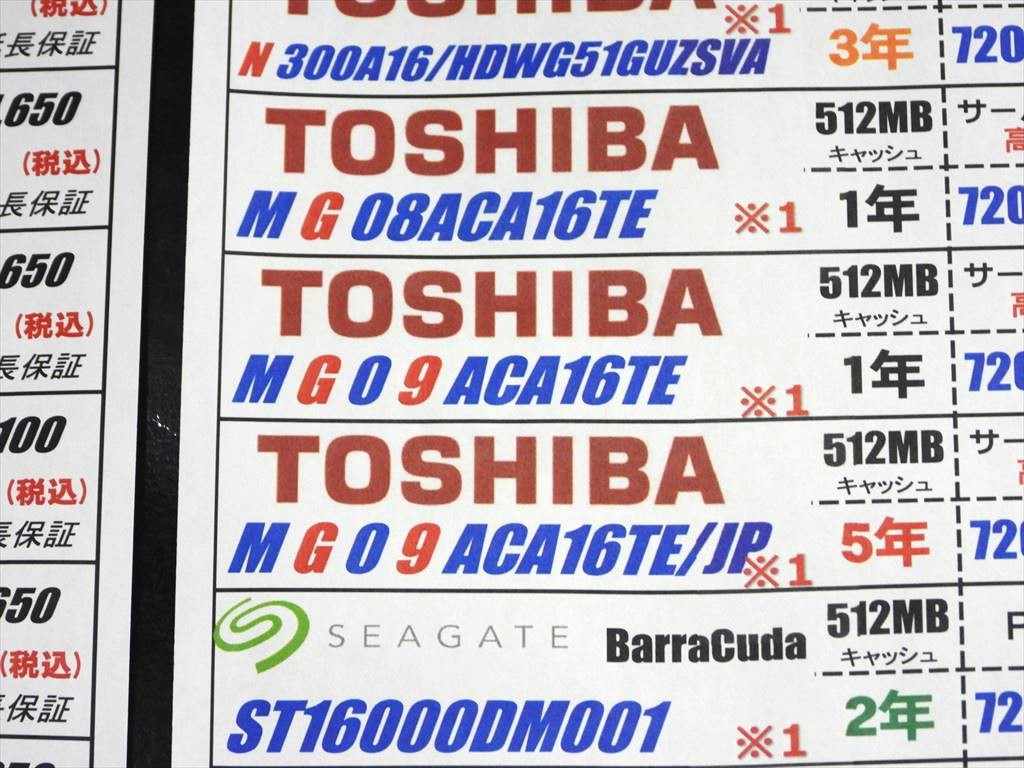 (税込)
長保証
650
(税込)
長保証
650
(税込)
長保証
100
(税込)
長保証
650
(税込)
保証
TOSHIBA
※1
N 300A16/HDWG51GUZSVA
3年
720
TOSHIBA
512MB
キャッシュ
サー
高
MG08ACA16TE
※1
1年
720
TOSHIBA
512MB
キャッシュ
サー
高
MG09ACA16TE
※1
1年
720
TOSHIBA
512MB
キャッシュ
サー
高
MG09ACA16TE/JP
※1
5年
720
SEAGATE
BarraCuda
512MB
キャッシュ
ST16000DM001
※1
2年
72